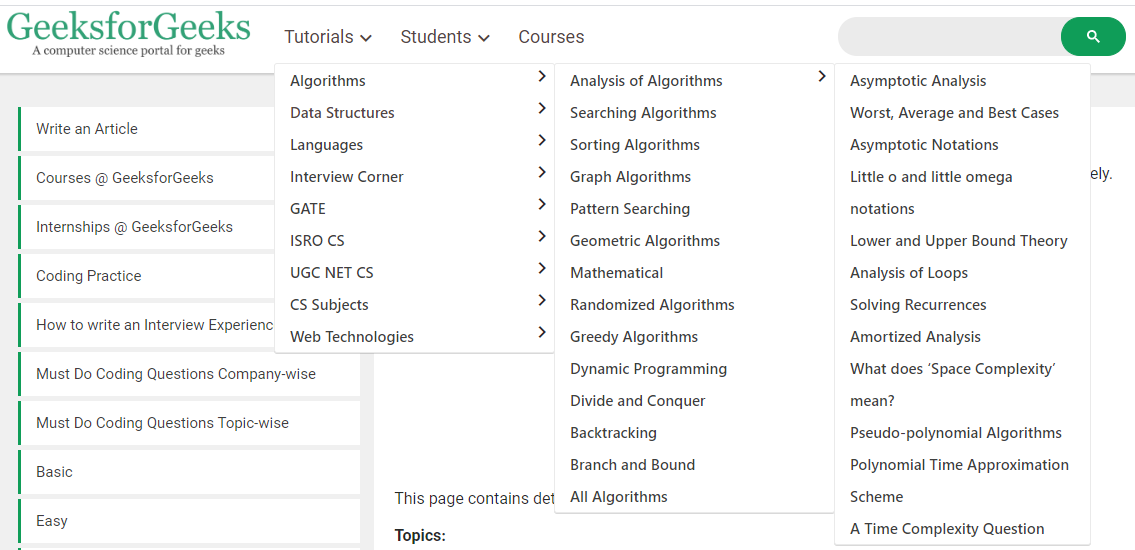 GeeksforGeeks
A computer science portal for geeks
Tutorials
Students
Courses
Write an Article
Courses @ GeeksforGeeks
Internships @ GeeksforGeeks
Coding Practice
How to write an Interview Experienc
Must Do Coding Questions Company-wise
Must Do Coding Questions Topic-wise
Basic
Easy
Algorithms
Data Structures
Languages
Interview Corner
GATE
ISRO CS
UGC NET CS
CS Subjects
Web Technologies
Analysis of Algorithms
Searching Algorithms
Sorting Algorithms
Graph Algorithms
Pattern Searching
Geometric Algorithms
Mathematical
Randomized Algorithms
Greedy Algorithms
Dynamic Programming
Divide and Conquer
Backtracking
Branch and Bound
All Algorithms
Asymptotic Analysis
Worst, Average and Best Cases
Asymptotic Notations
Little o and little omega
notations
Lower and Upper Bound Theory
Analysis of Loops
Solving Recurrences
Amortized Analysis
What does ‘Space Complexity’
mean?
Pseudo-polynomial Algorithms
Polynomial Time Approximation
Scheme
A Time Complexity Question
ely.
This page contains det
Topics: